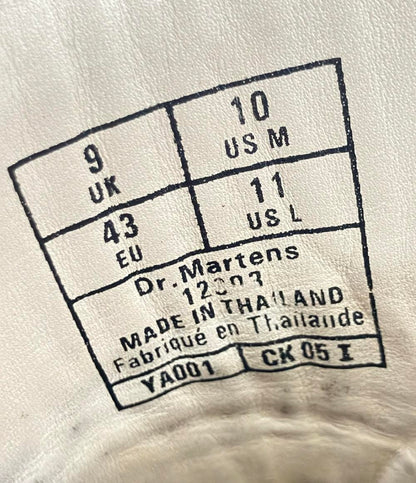 9
UK
10
US M
43
EU
11
US L
Dr. Martens
MADE IN THAILAND
Fabriqué en Thaïlande
YA001
CK 05 I